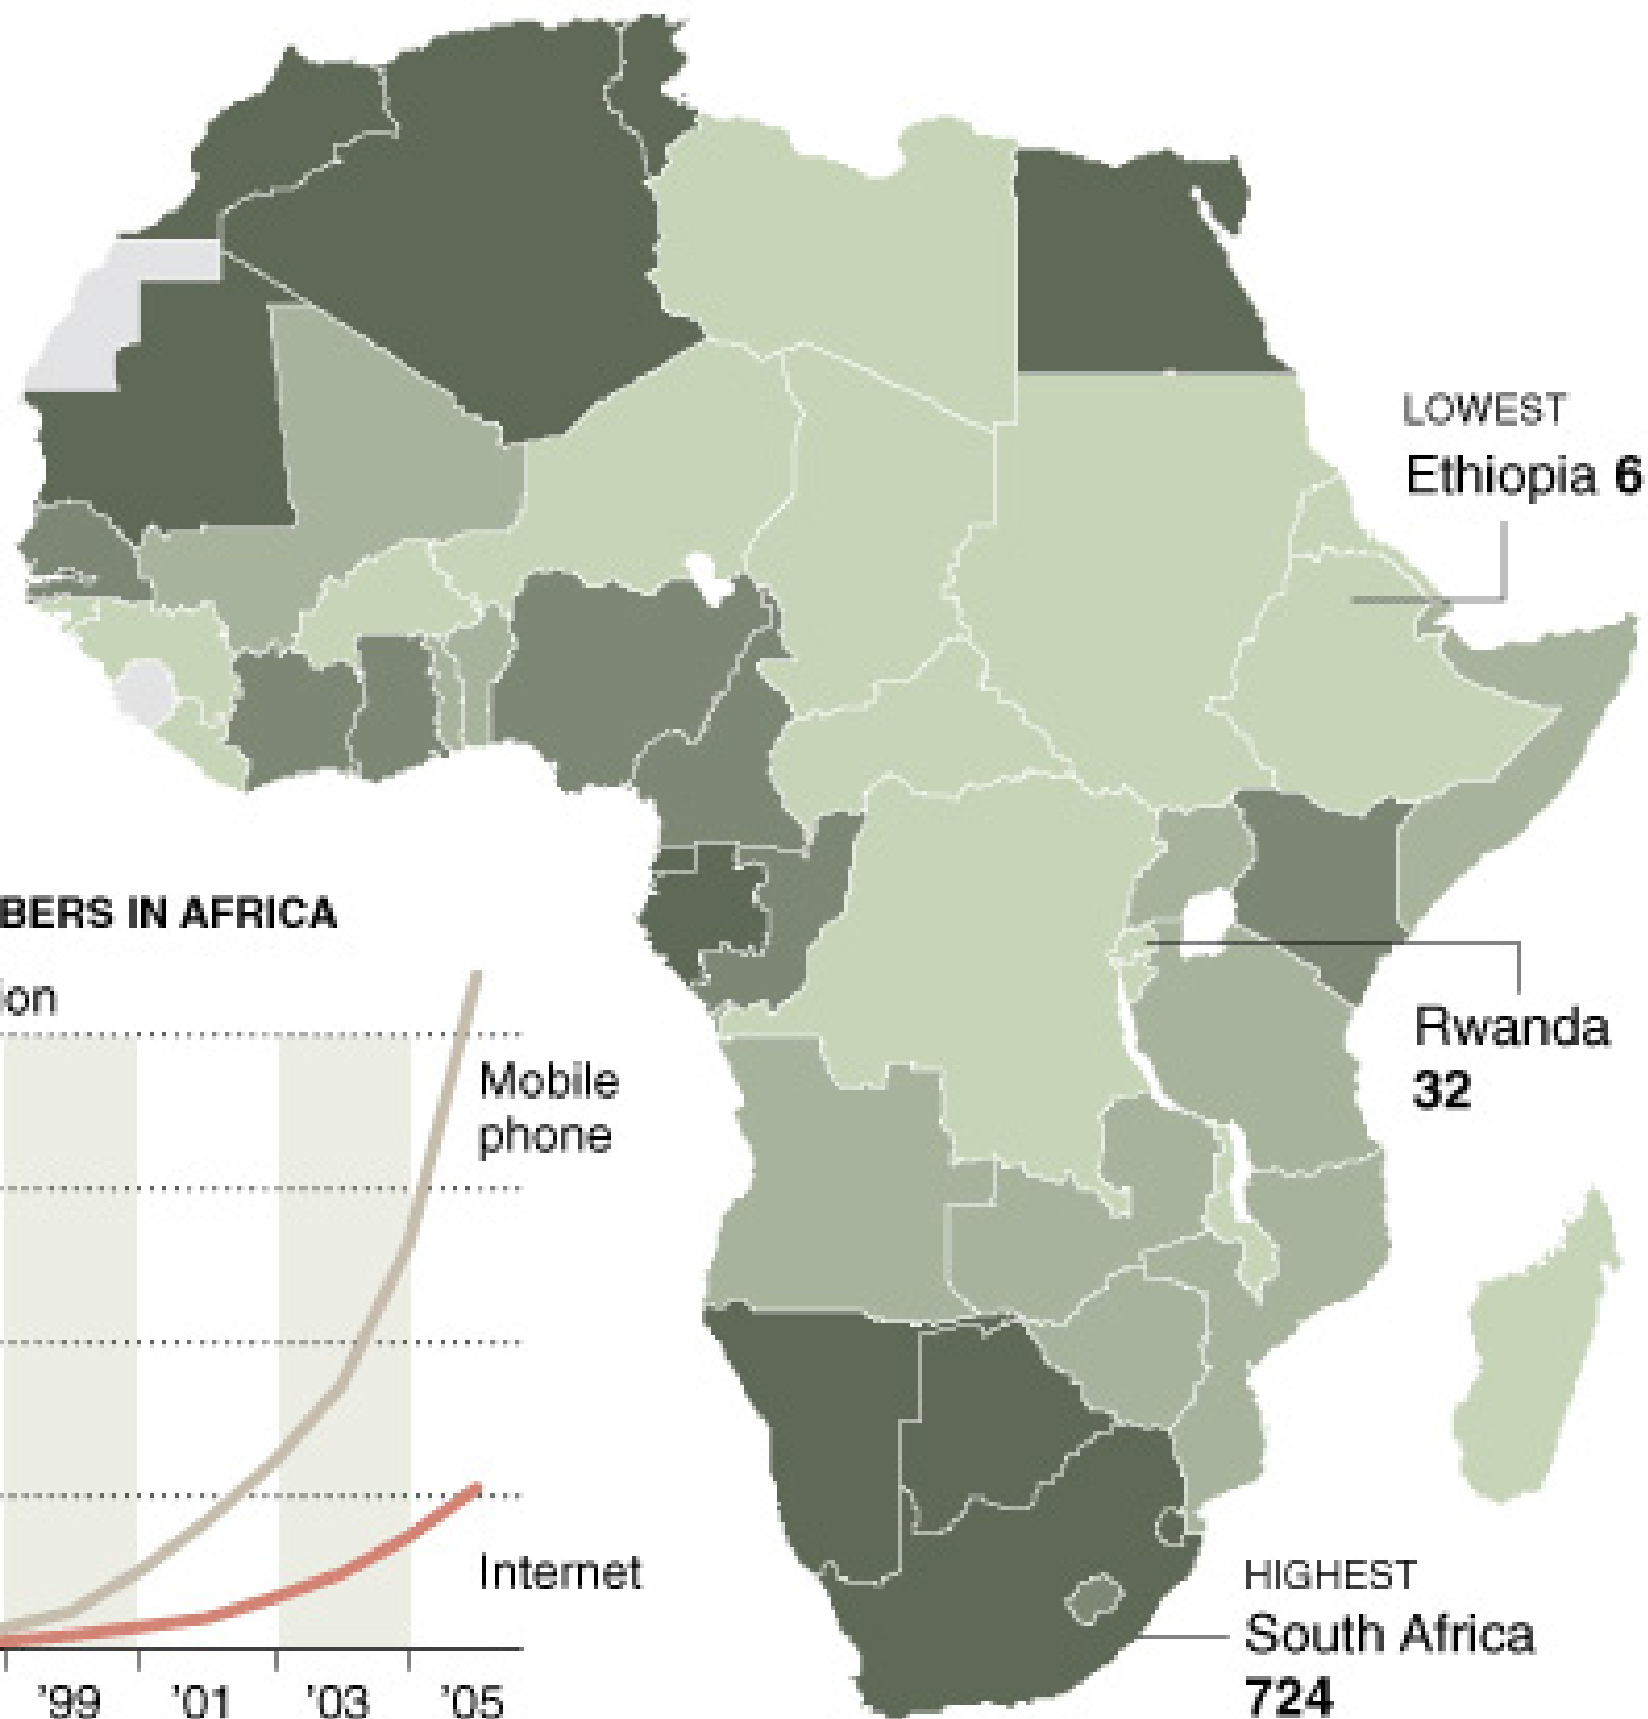 LOWEST
Ethiopia 6
BERS IN AFRICA
ion
Mobile
phone
Rwanda
32
Internet
HIGHEST
South Africa
724
'99 '01 '03 '05